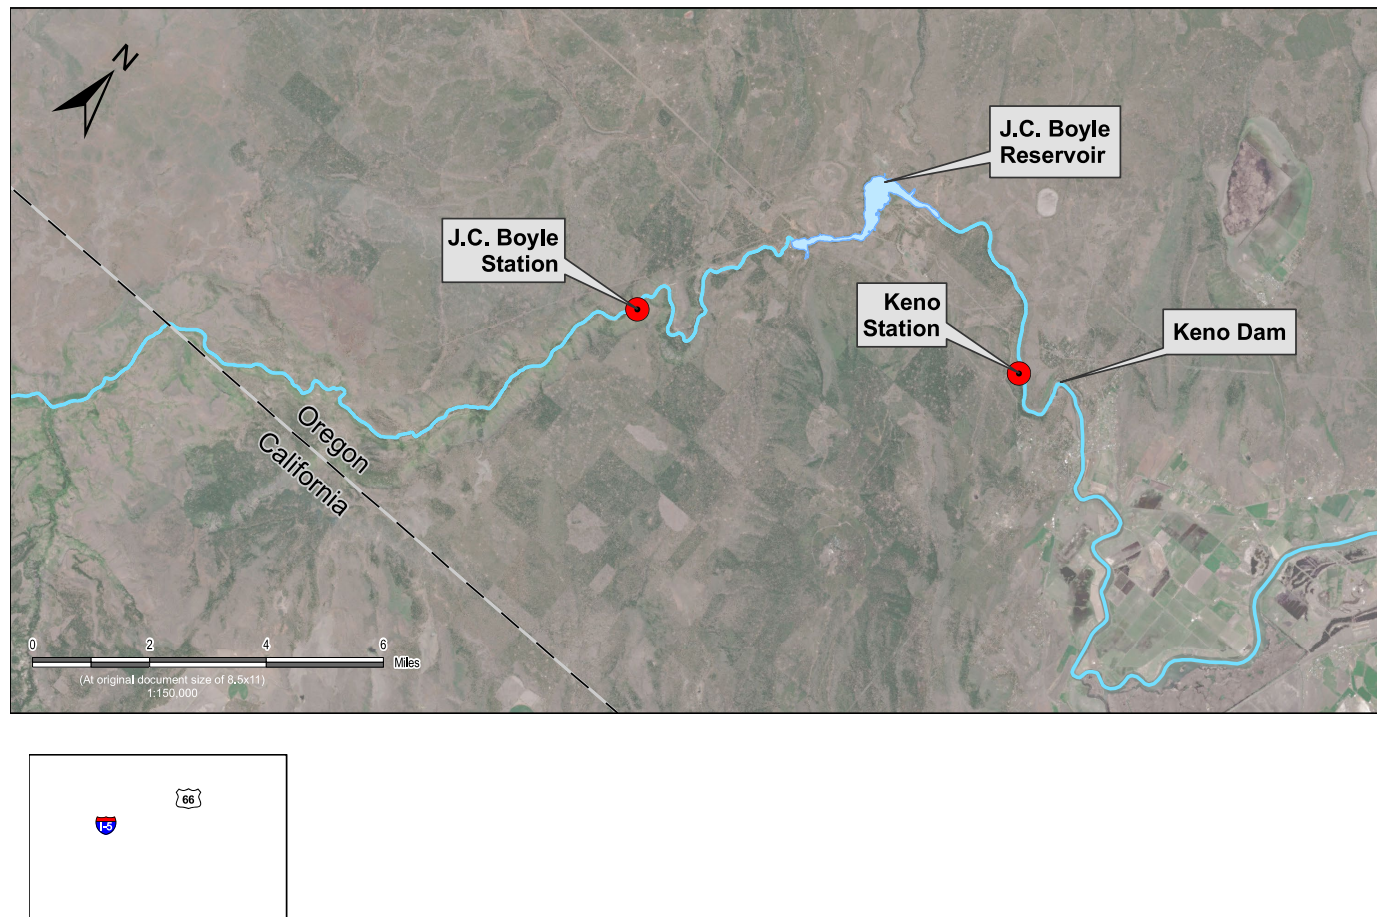 N
J.C. Boyle
Reservoir
J.C. Boyle
Station
Keno
Station
Keno Dam
Oregon
California
0 2 4 6
Miles
(At original document size of 8.5x11)
1:150,000
66
I-5